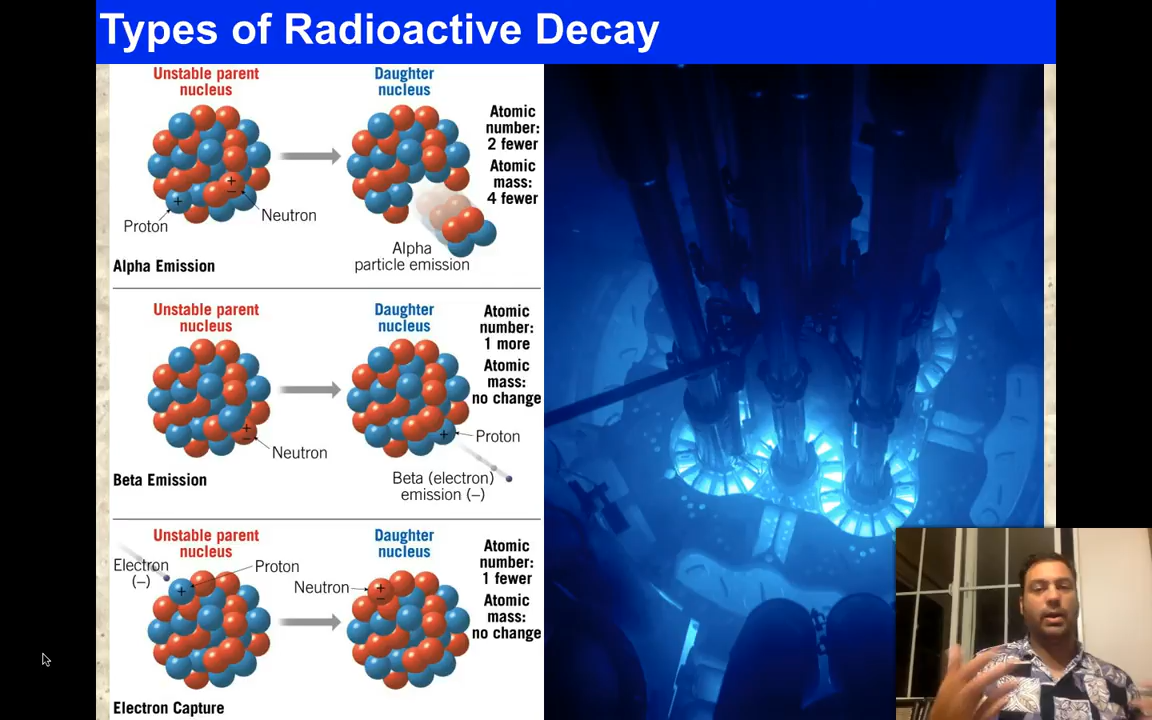 Types of Radioactive Decay
Unstable parent
nucleus
Daughter
nucleus
Atomic
number:
2 fewer
Atomic
mass:
4 fewer
+
−
+
Proton
Neutron
Alpha
particle emission
Alpha Emission
Unstable parent
nucleus
Daughter
nucleus
Atomic
number:
1 more
Atomic
mass:
no change
+
−
Neutron
+
Proton
Beta (electron)
emission (−)
Beta Emission
Unstable parent
nucleus
Daughter
nucleus
Electron
(−)
Proton
+
Neutron
+
−
Atomic
number:
1 fewer
Atomic
mass:
no change
Electron Capture